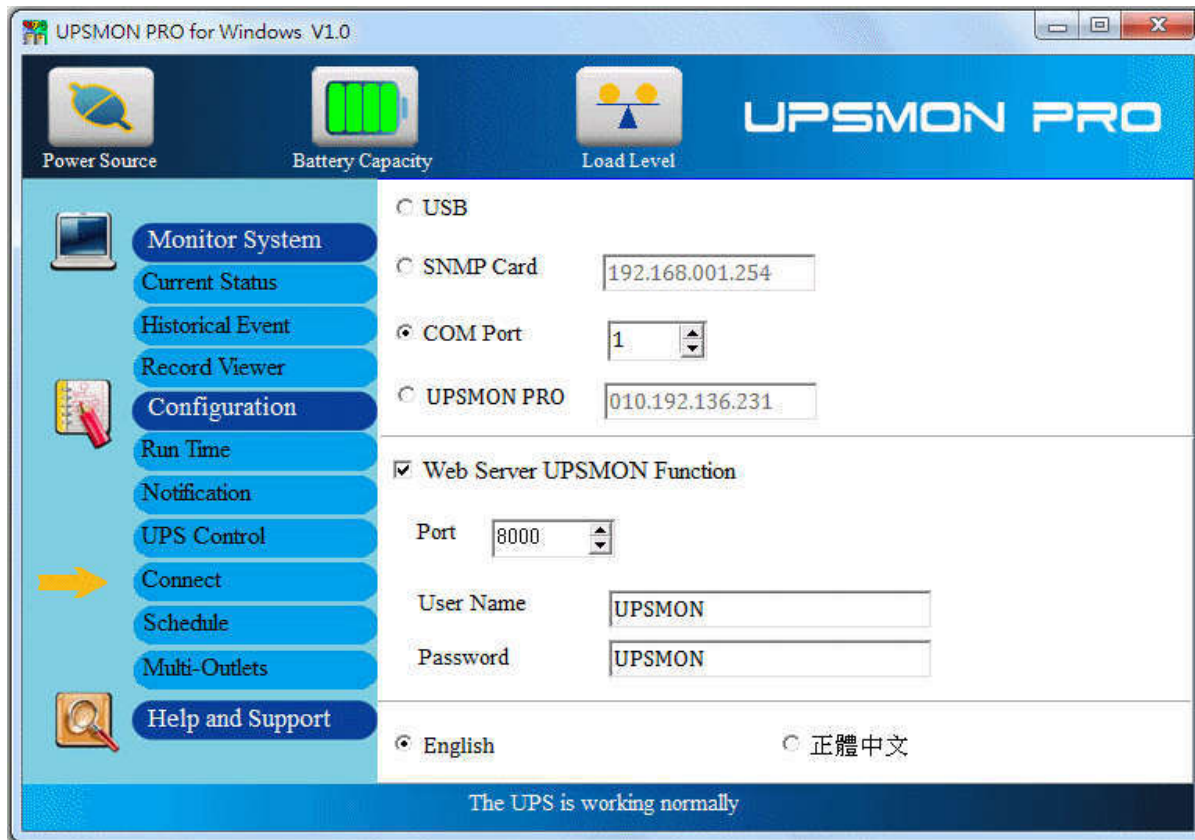 UPSMON PRO for Windows V1.0
Power Source
Battery Capacity
Load Level
UPSMON PRO
Monitor System
Current Status
Historical Event
Record Viewer
Configuration
Run Time
Notification
UPS Control
Connect
Schedule
Multi-Outlets
Help and Support
USB
SNMP Card 192.168.001.254
COM Port 1
UPSMON PRO 010.192.136.231
Web Server UPSMON Function
Port 8000
User Name UPSMON
Password UPSMON
English 正體中文
The UPS is working normally